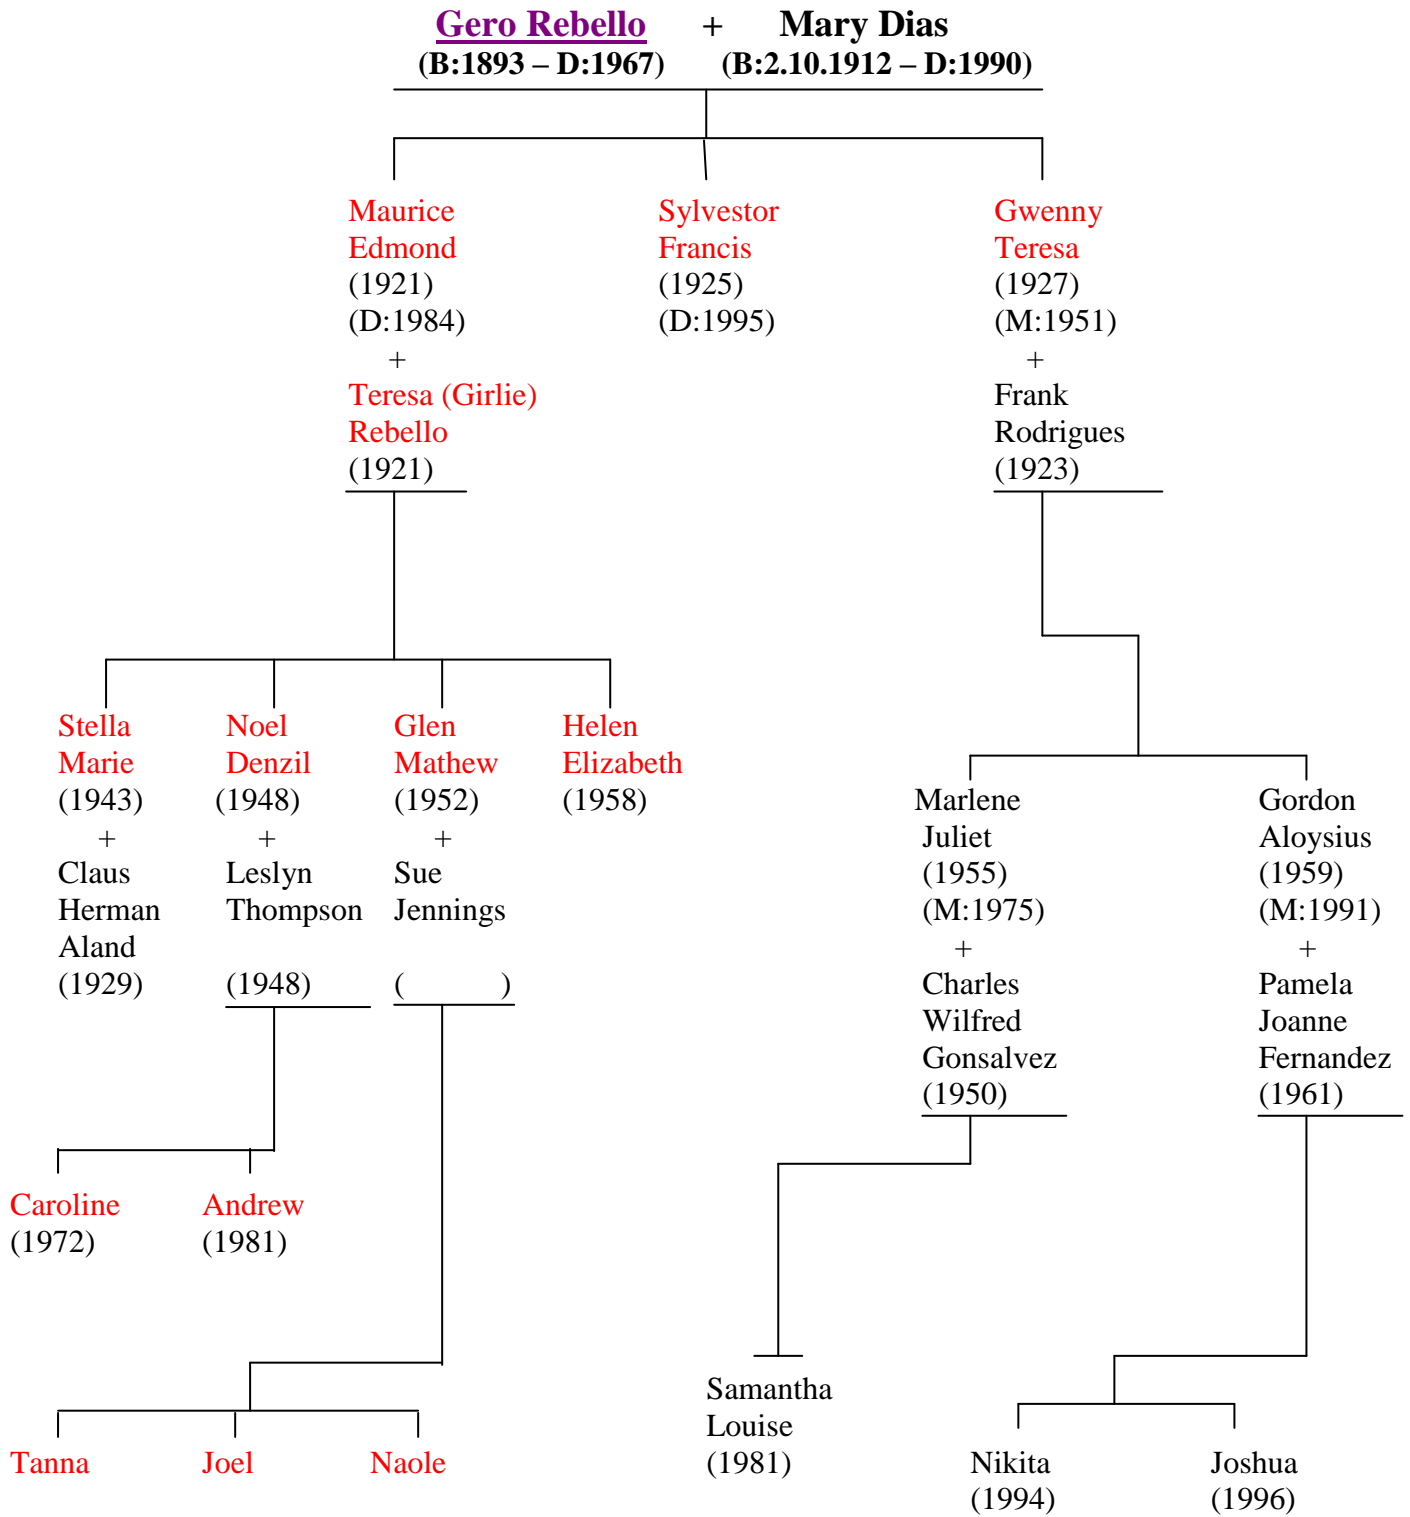 Gero Rebello + Mary Dias
(B:1893 – D:1967) (B:2.10.1912 – D:1990)
Maurice
Edmond
(1921)
(D:1984)
+
Teresa (Girlie)
Rebello
(1921)
Sylvestor
Francis
(1925)
(D:1995)
Gwenny
Teresa
(1927)
(M:1951)
+
Frank
Rodrigues
(1923)
Stella
Marie
(1943)
+
Claus
Herman
Aland
(1929)
Noel
Denzil
(1948)
+
Leslyn
Thompson
(1948)
Glen
Mathew
(1952)
+
Sue
Jennings
( )
Helen
Elizabeth
(1958)
Marlene
Juliet
(1955)
(M:1975)
+
Charles
Wilfred
Gonsalvez
(1950)
Gordon
Aloysius
(1959)
(M:1991)
+
Pamela
Joanne
Fernandez
(1961)
Caroline
(1972)
Andrew
(1981)
Tanna
Joel
Naole
Samantha
Louise
(1981)
Nikita
(1994)
Joshua
(1996)